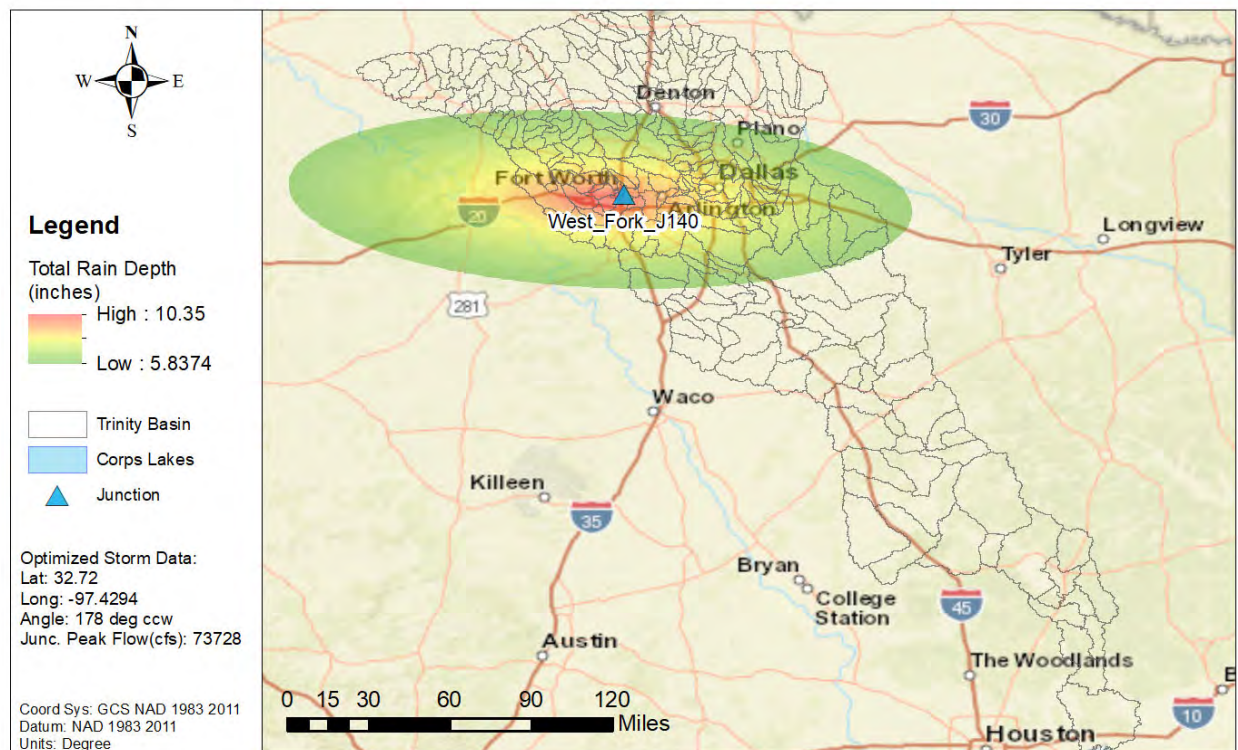 N
W E
S
Legend
Total Rain Depth
(inches)
High : 10.35
Low : 5.8374
Trinity Basin
Corps Lakes
Junction
Optimized Storm Data:
Lat: 32.72
Long: -97.4294
Angle: 178 deg ccw
Junc. Peak Flow(cfs): 73728
Coord Sys: GCS NAD 1983 2011
Datum: NAD 1983 2011
Units: Degree
Denton
30
Plano
Dallas
Fort Worth
20
Arlington
West_Fork_J140
Longview
Tyler
281
Waco
Killeen
35
Bryan
College
Station
45
Austin
The Woodlands
10
Houston
0 15 30 60 90 120
Miles